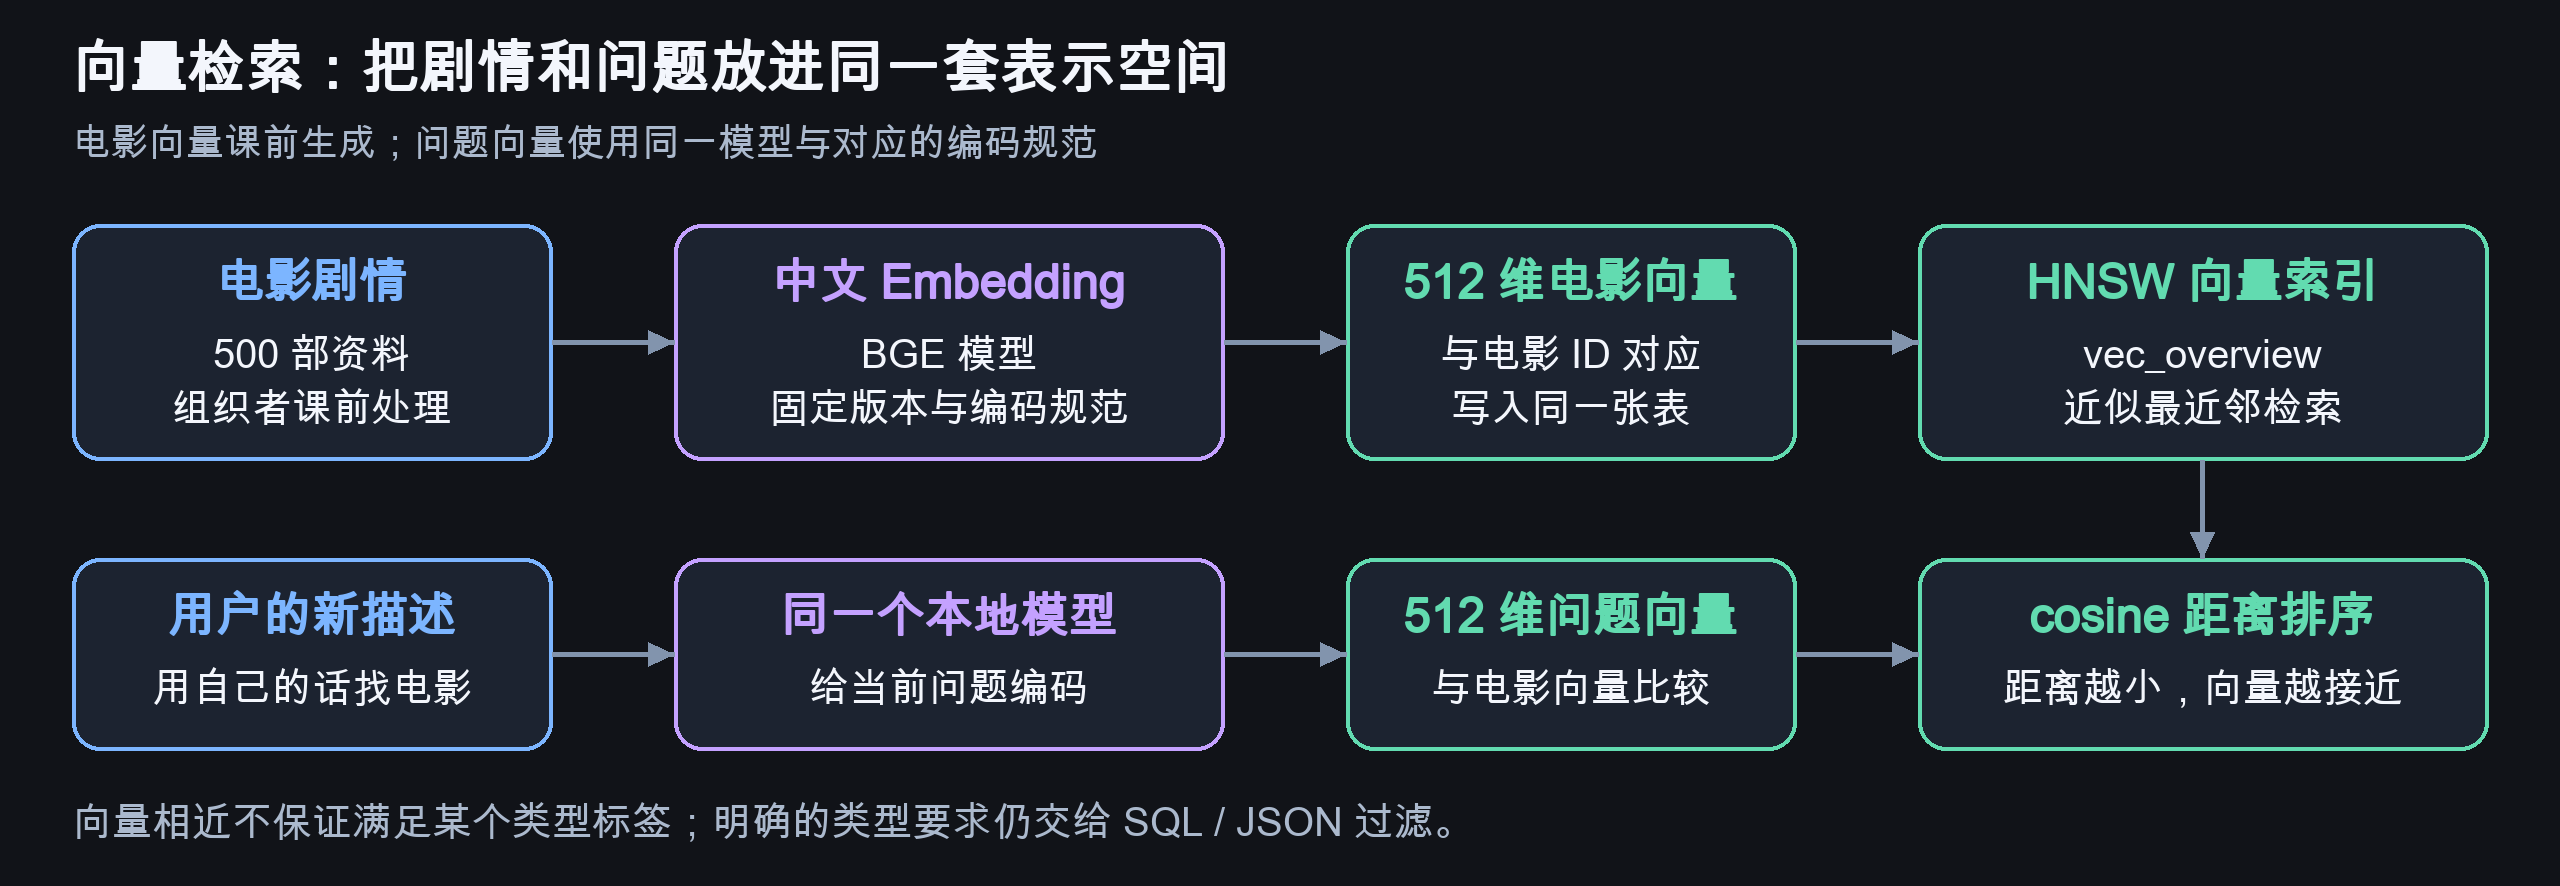 向量检索：把剧情和问题放进同一套表示空间
电影向量课前生成；问题向量使用同一模型与对应的编码规范
电影剧情
500 部资料
组织者课前处理
中文 Embedding
BGE 模型
固定版本与编码规范
512 维电影向量
与电影 ID 对应
写入同一张表
HNSW 向量索引
vec_overview
近似最近邻检索
用户的新描述
用自己的话找电影
同一个本地模型
给当前问题编码
512 维问题向量
与电影向量比较
cosine 距离排序
距离越小，向量越接近
向量相近不保证满足某个类型标签；明确的类型要求仍交给 SQL / JSON 过滤。